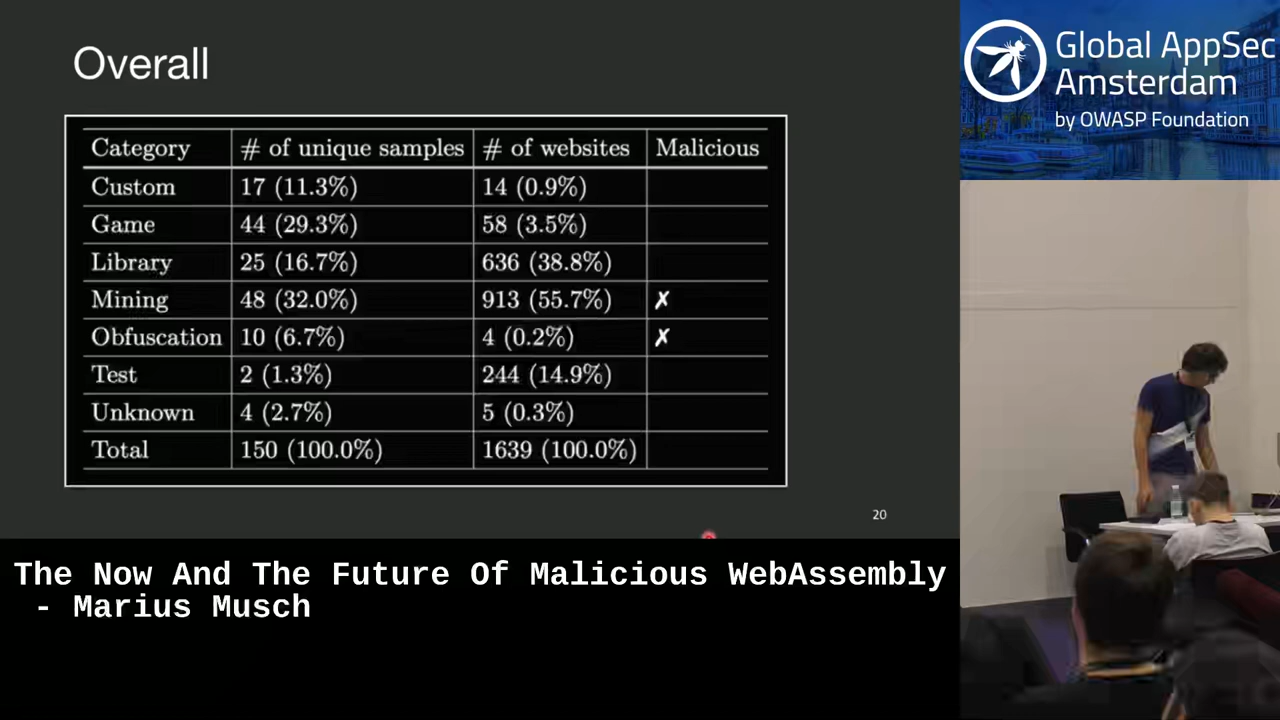 Overall
Category # of unique samples # of websites Malicious
Custom 17 (11.3%) 14 (0.9%)
Game 44 (29.3%) 58 (3.5%)
Library 25 (16.7%) 636 (38.8%)
Mining 48 (32.0%) 913 (55.7%) ✗
Obfuscation 10 (6.7%) 4 (0.2%) ✗
Test 2 (1.3%) 244 (14.9%)
Unknown 4 (2.7%) 5 (0.3%)
Total 150 (100.0%) 1639 (100.0%)
20
The Now And The Future Of Malicious WebAssembly
- Marius Musch
Global AppSec
Amsterdam
by OWASP Foundation